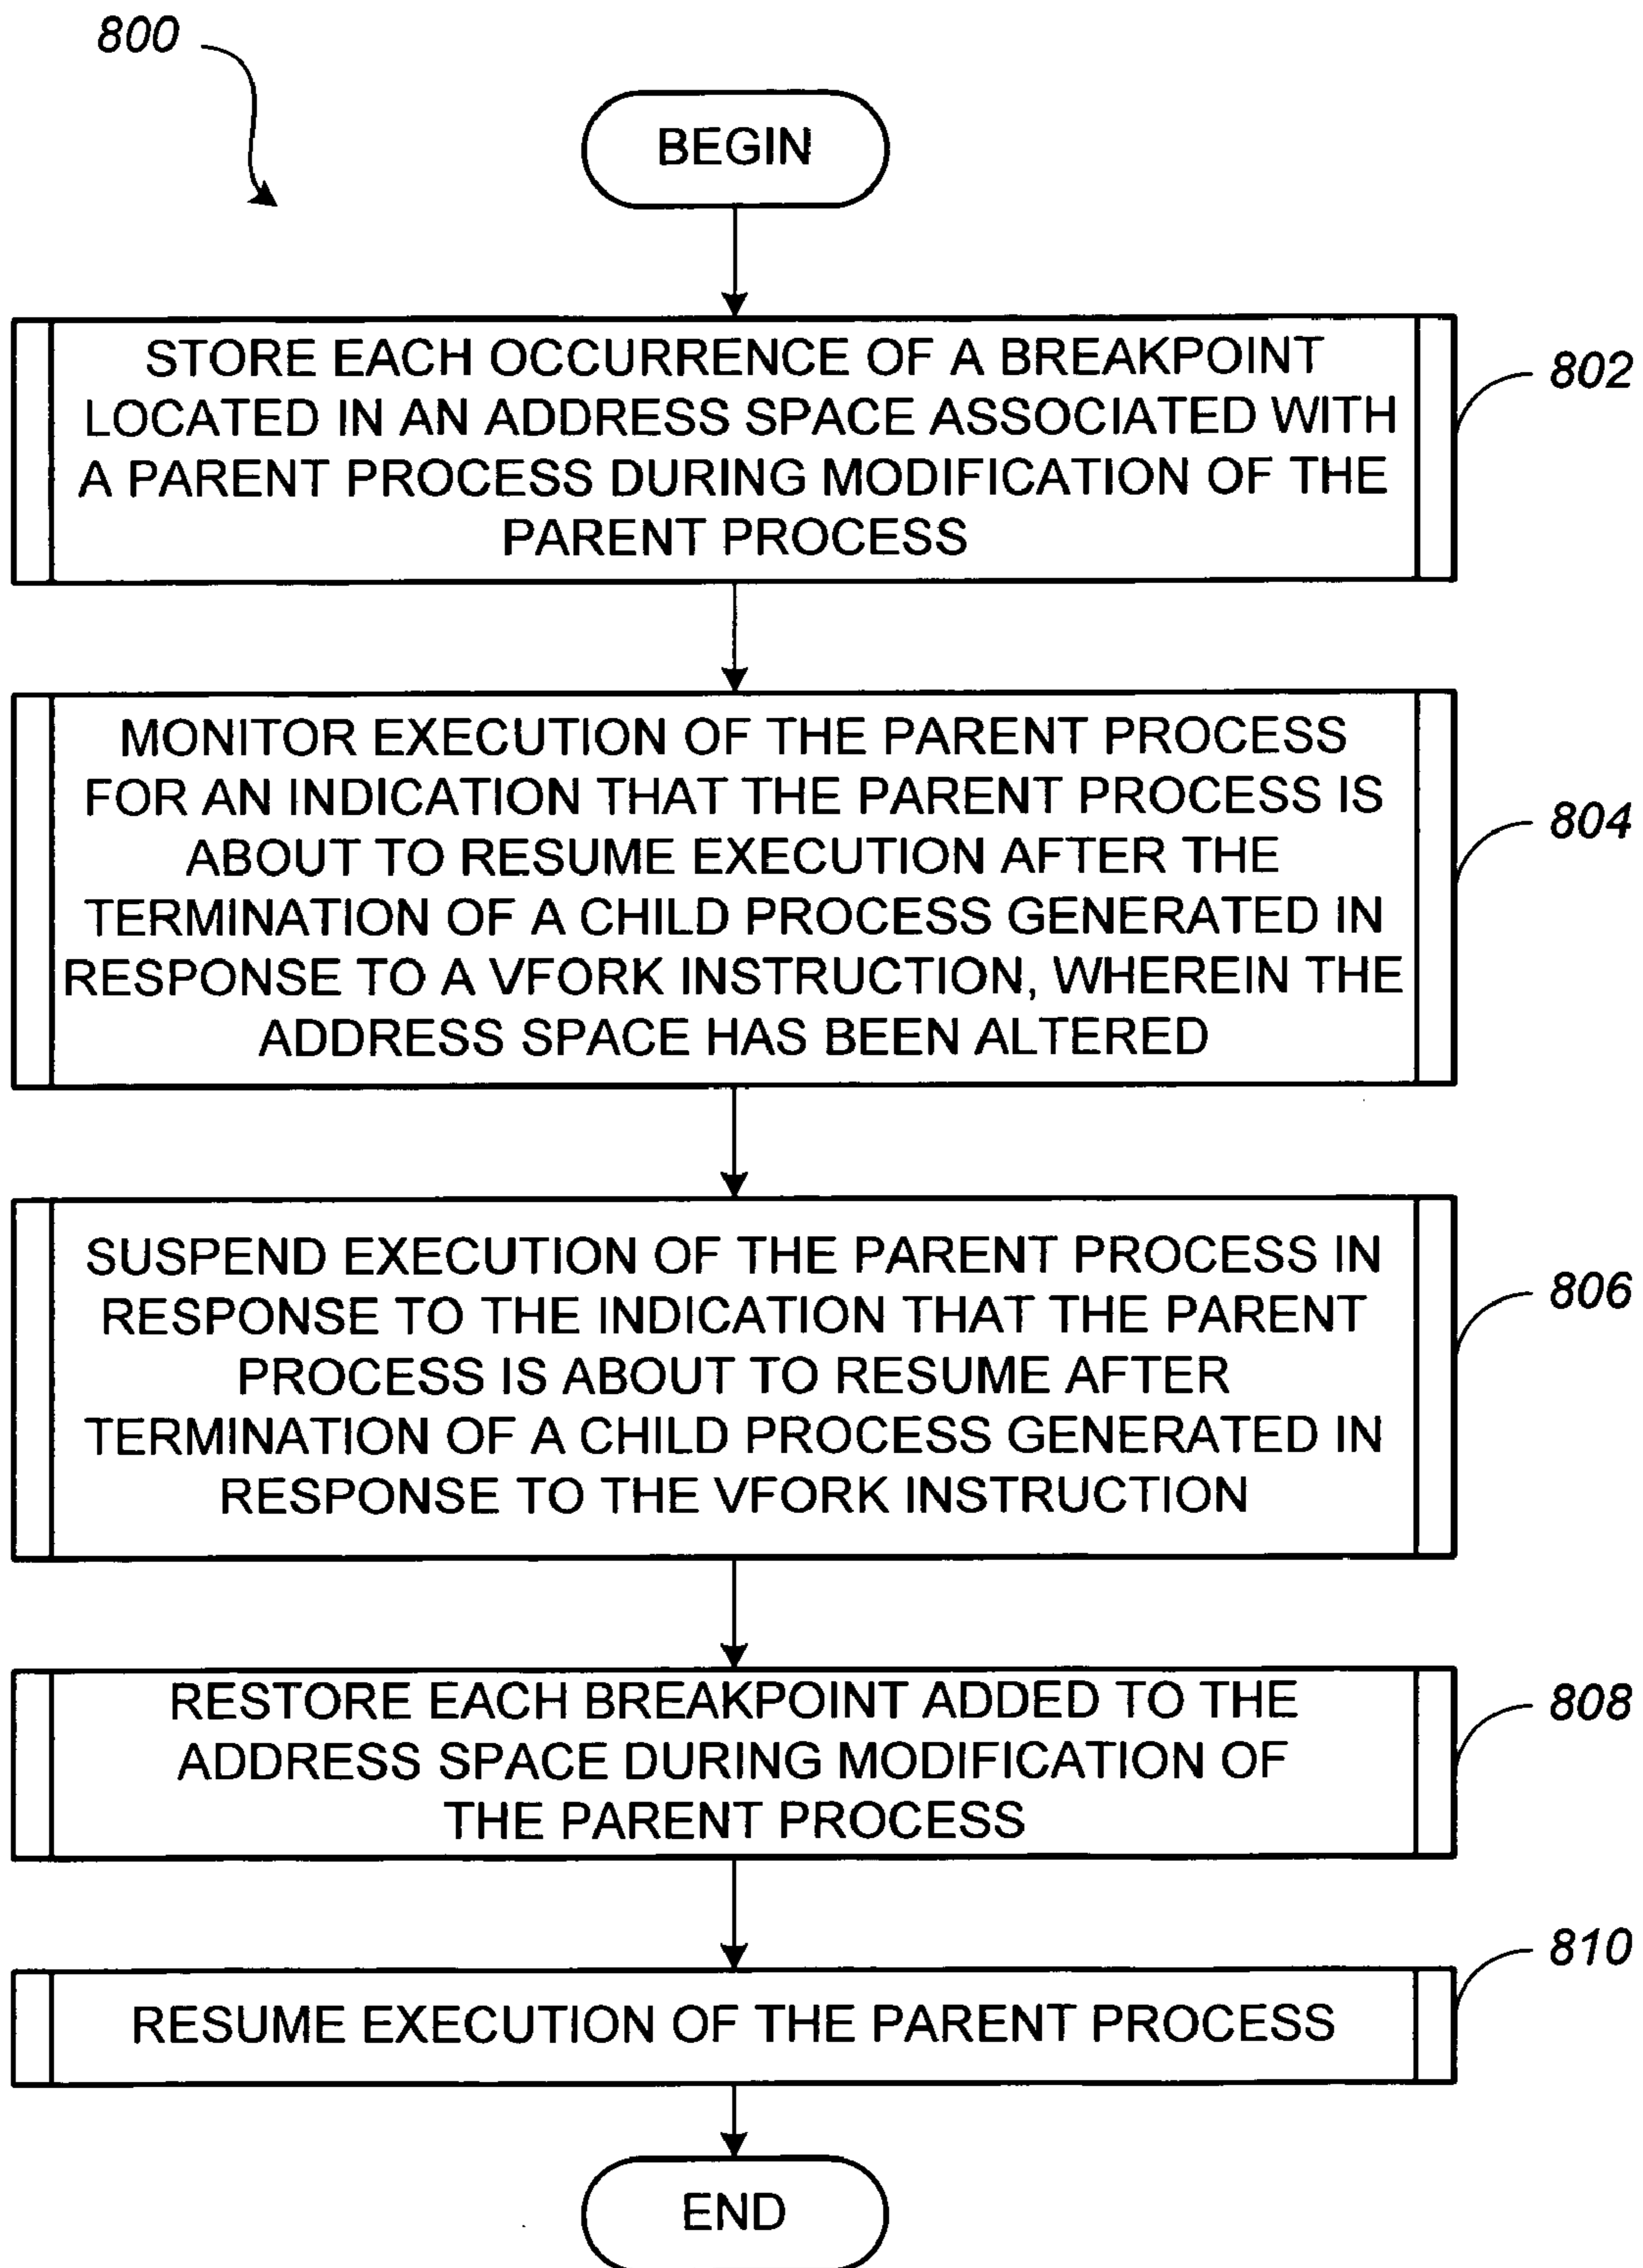 800
BEGIN
STORE EACH OCCURRENCE OF A BREAKPOINT
LOCATED IN AN ADDRESS SPACE ASSOCIATED WITH
A PARENT PROCESS DURING MODIFICATION OF THE
PARENT PROCESS
802
MONITOR EXECUTION OF THE PARENT PROCESS
FOR AN INDICATION THAT THE PARENT PROCESS IS
ABOUT TO RESUME EXECUTION AFTER THE
TERMINATION OF A CHILD PROCESS GENERATED IN
RESPONSE TO A VFORK INSTRUCTION, WHEREIN THE
ADDRESS SPACE HAS BEEN ALTERED
804
SUSPEND EXECUTION OF THE PARENT PROCESS IN
RESPONSE TO THE INDICATION THAT THE PARENT
PROCESS IS ABOUT TO RESUME AFTER
TERMINATION OF A CHILD PROCESS GENERATED IN
RESPONSE TO THE VFORK INSTRUCTION
806
RESTORE EACH BREAKPOINT ADDED TO THE
ADDRESS SPACE DURING MODIFICATION OF
THE PARENT PROCESS
808
RESUME EXECUTION OF THE PARENT PROCESS
810
END